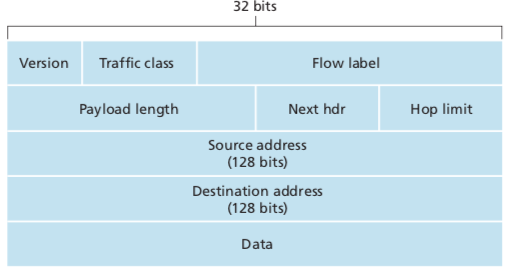 32 bits
Version Traffic class Flow label
Payload length Next hdr Hop limit
Source address
(128 bits)
Destination address
(128 bits)
Data